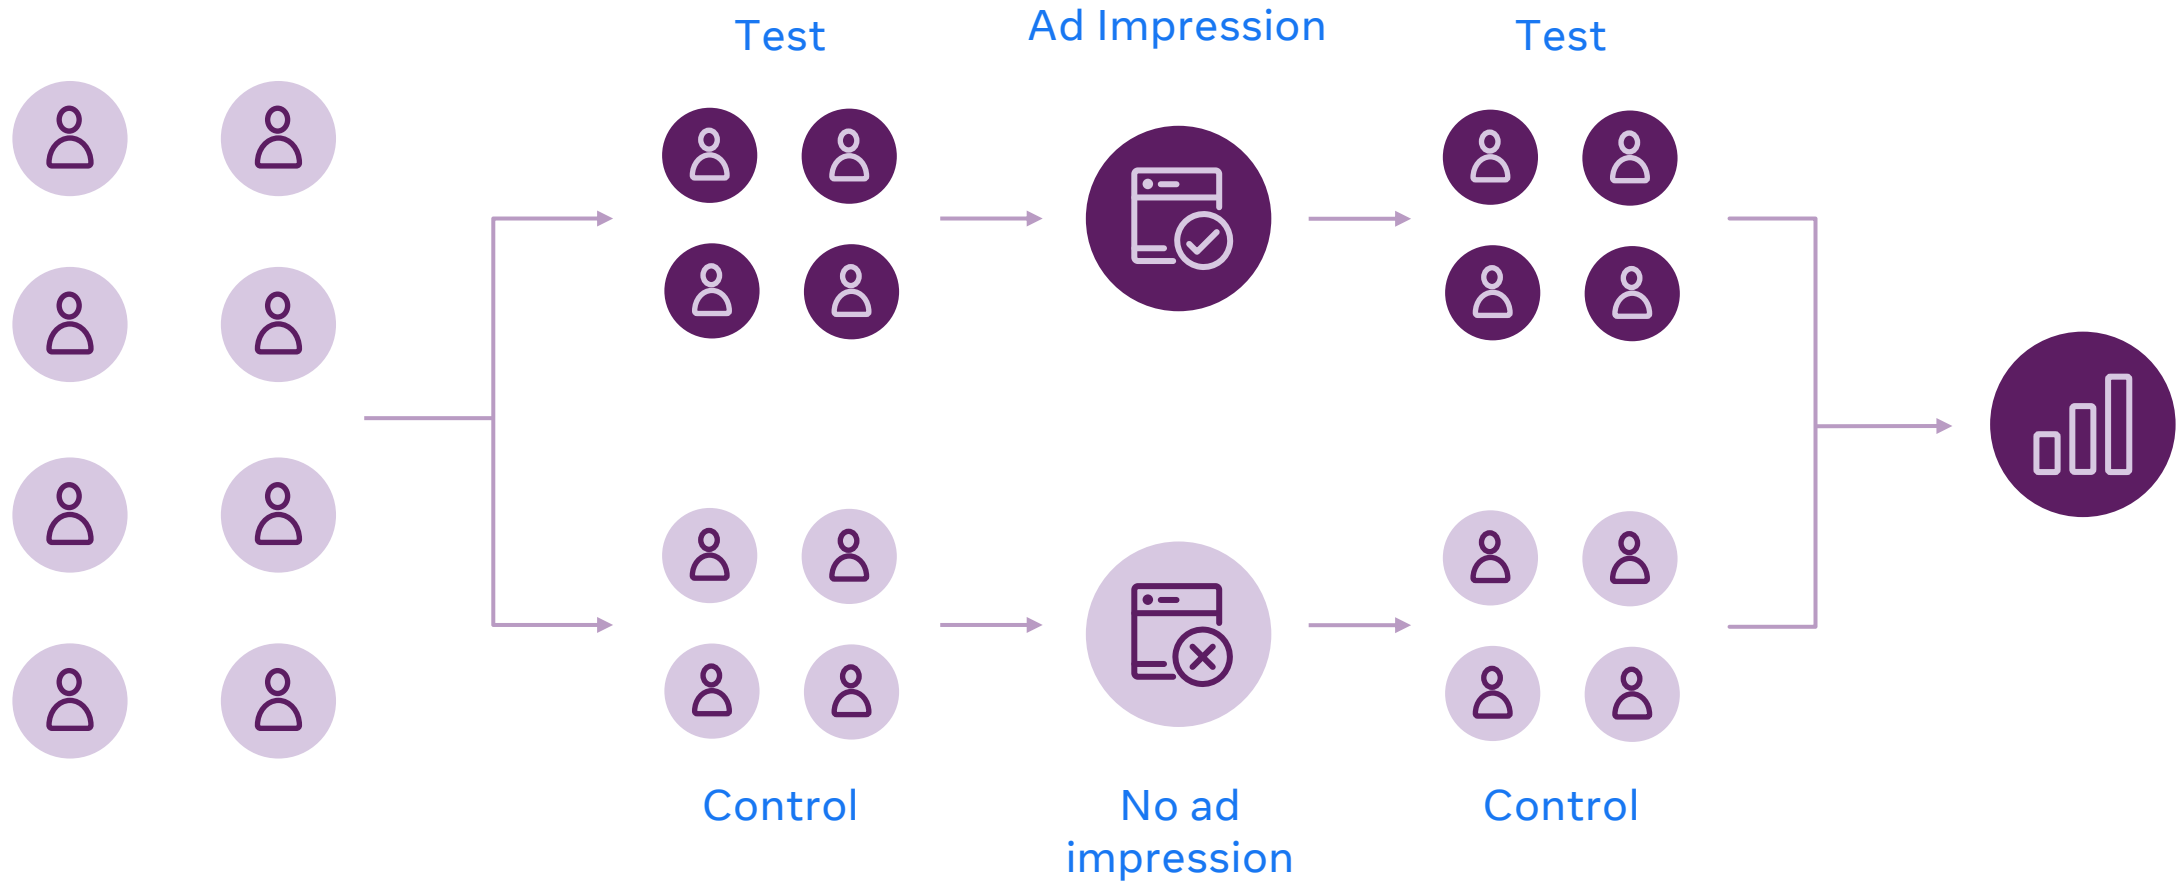 Test
Ad Impression
Test
Control
No ad
impression
Control